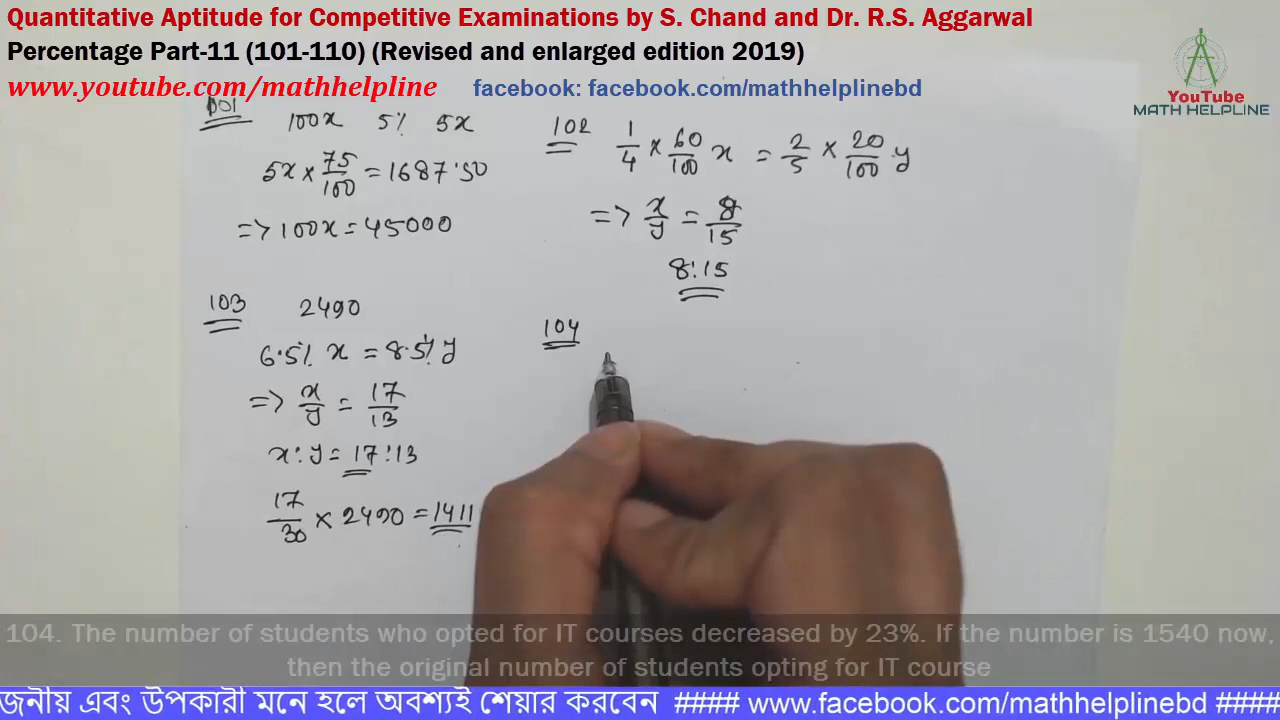 Quantitative Aptitude for Competitive Examinations by S. Chand and Dr. R.S. Aggarwal
Percentage Part-11 (101-110) (Revised and enlarged edition 2019)
www.youtube.com/mathhelpline facebook: facebook.com/mathhelplinebd
YouTube
MATH HELPLINE
101
100x 5% 5x
5x × 75/100 = 1687.50
=> 100x = 45000
102
1/4 × 60/100 x = 2/5 × 20/100 y
=> x/y = 8/15
8:15
103
2490
6.5% x = 8.5% y
=> x/y = 17/13
x:y = 17:13
17/30 × 2490 = 1411
104
104. The number of students who opted for IT courses decreased by 23%. If the number is 1540 now,
then the original number of students opting for IT course
জনীয় এবং উপকারী মনে হলে অবশ্যই শেয়ার করবেন #### www.facebook.com/mathhelplinebd ####